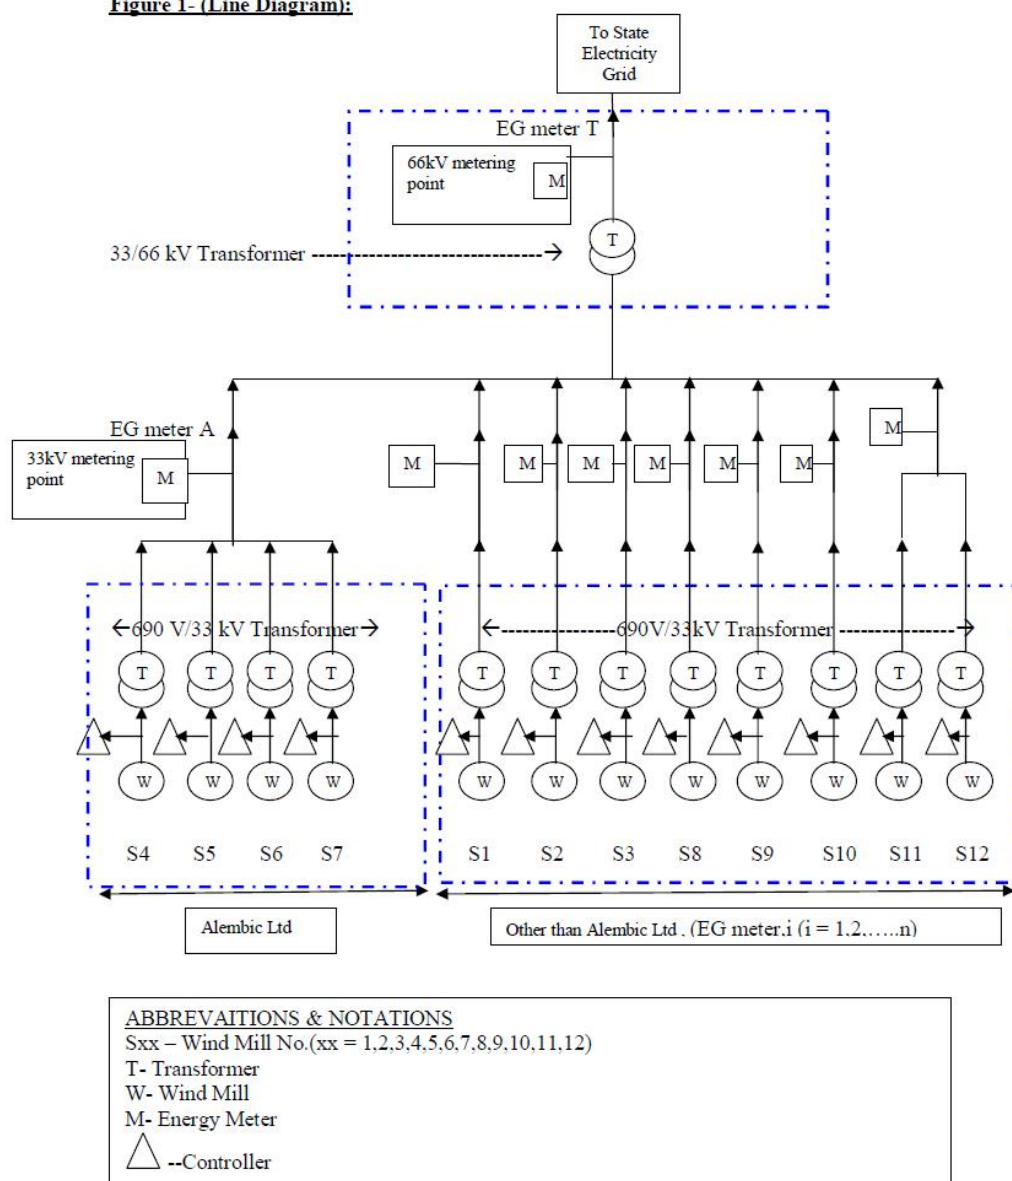 Figure 1- (Line Diagram):
To State
Electricity
Grid
EG meter T
66kV metering
point
M
T
33/66 kV Transformer ---------------------------------→
EG meter A
33kV metering
point
M
M
M
M
M
M
M
M
←690 V/33 kV Transformer→
←----------------690V/33kV Transformer ------------------→
T T T T T T T T T T T T
W W W W W W W W W W W W
S4 S5 S6 S7 S1 S2 S3 S8 S9 S10 S11 S12
Alembic Ltd
Other than Alembic Ltd , (EG meter,i (i = 1,2,…..n)
ABBREVAITIONS & NOTATIONS
Sxx – Wind Mill No.(xx = 1,2,3,4,5,6,7,8,9,10,11,12)
T- Transformer
W- Wind Mill
M- Energy Meter
--Controller